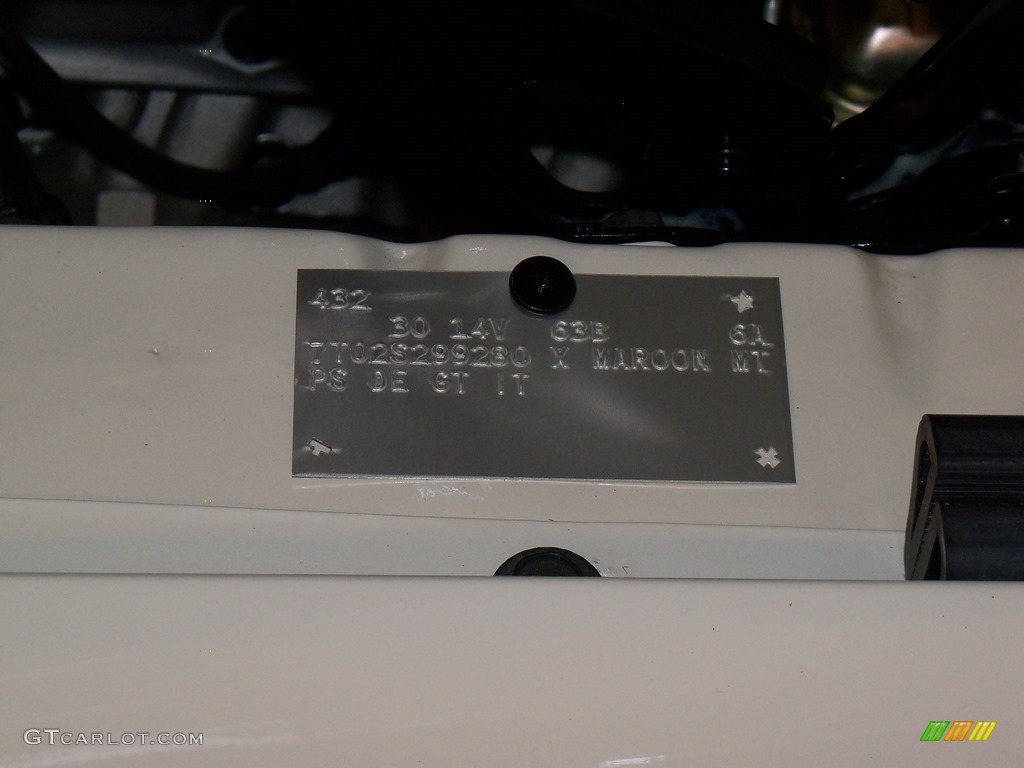 432
30 14V 63B 6A
7T02S299280 X MAROON MT
PS DE GT IT
GTCARLOT.COM